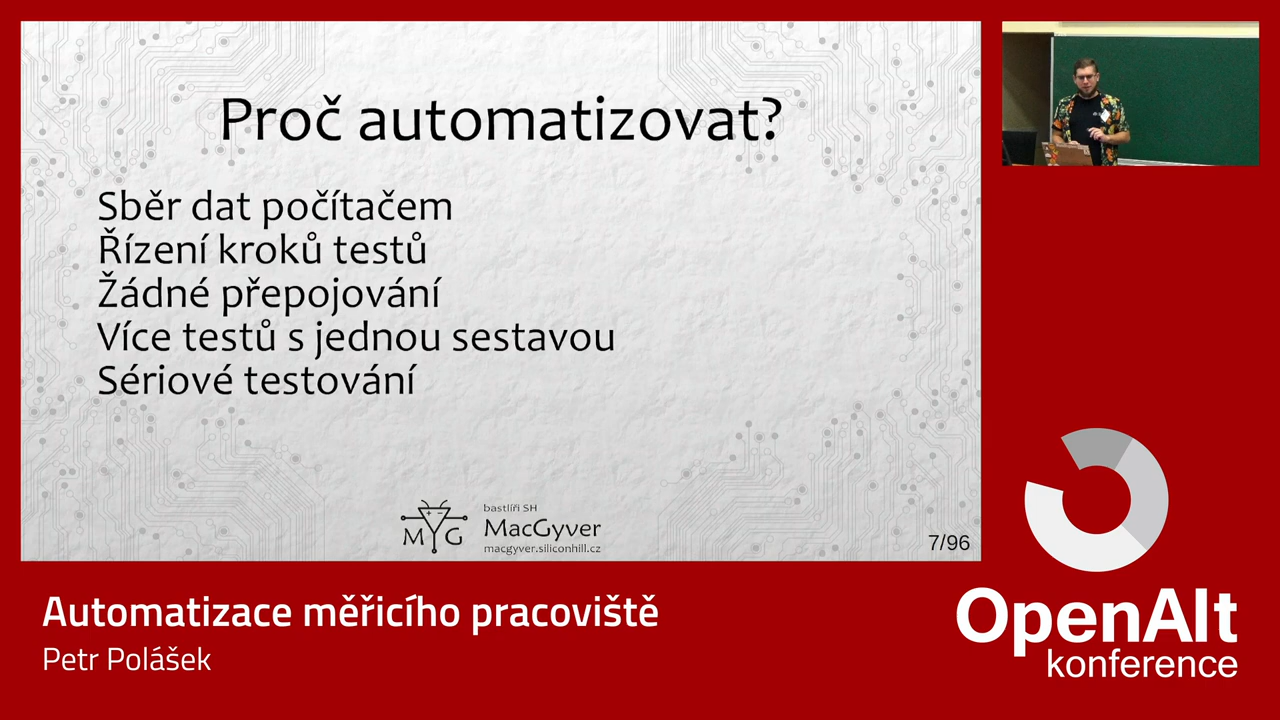 Proč automatizovat?
Sběr dat počítačem
Řízení kroků testů
Žádné přepojování
Více testů s jednou sestavou
Sériové testování
MYG
bastlíři SH
MacGyver
macgyver.siliconhill.cz
7/96
Automatizace měřicího pracoviště
Petr Polášek
OpenAlt
konference